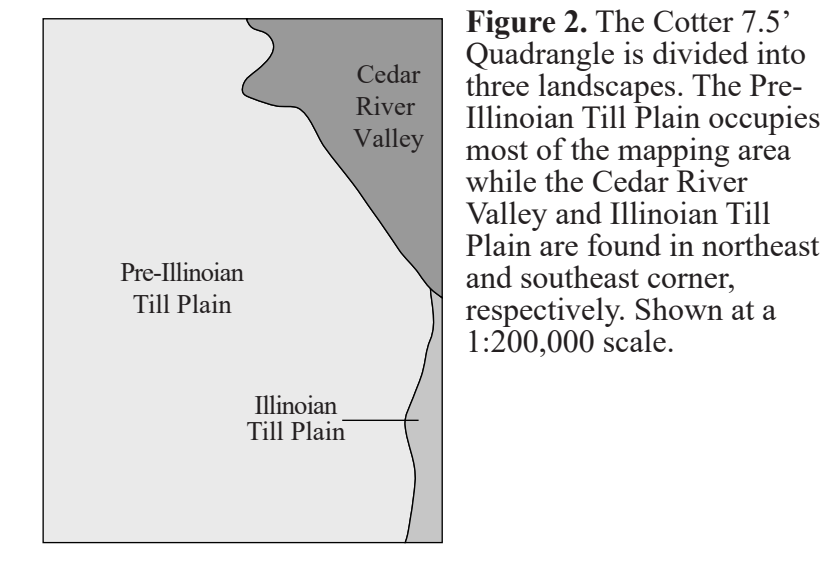 Cedar
River
Valley
Pre-Illinoian
Till Plain
Illinoian
Till Plain
Figure 2. The Cotter 7.5’
Quadrangle is divided into
three landscapes. The Pre-
Illinoian Till Plain occupies
most of the mapping area
while the Cedar River
Valley and Illinoian Till
Plain are found in northeast
and southeast corner,
respectively. Shown at a
1:200,000 scale.